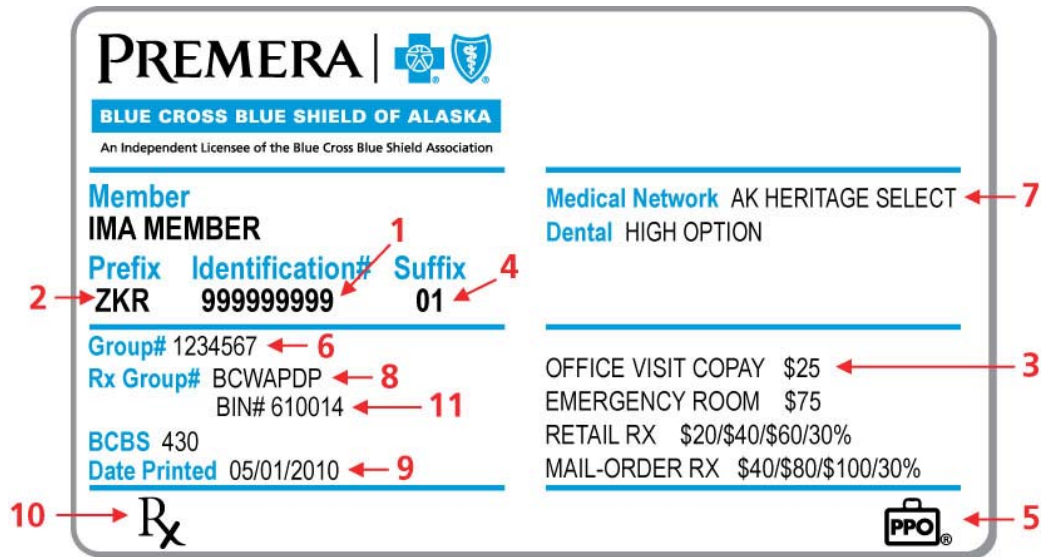 PREMERA
BLUE CROSS BLUE SHIELD OF ALASKA
An Independent Licensee of the Blue Cross Blue Shield Association
Member
IMA MEMBER
1
Prefix Identification# Suffix 4
2 ZKR 999999999 01
Group# 1234567 6
Rx Group# BCWAPDP 8
BIN# 610014 11
BCBS 430
Date Printed 05/01/2010 9
10 Rx
Medical Network AK HERITAGE SELECT 7
Dental HIGH OPTION
OFFICE VISIT COPAY $25 3
EMERGENCY ROOM $75
RETAIL RX $20/$40/$60/30%
MAIL-ORDER RX $40/$80/$100/30%
PPO® 5